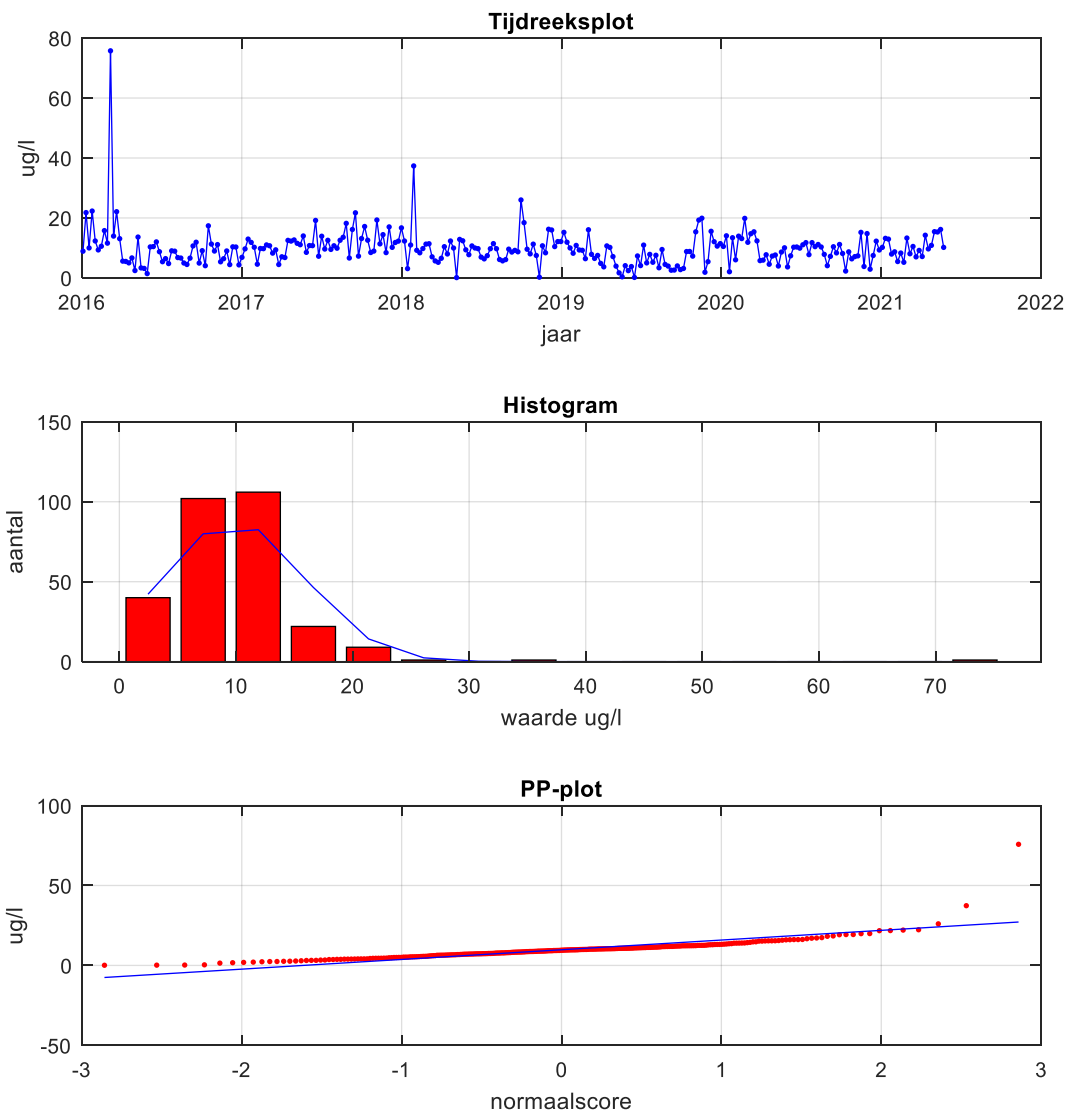 Tijdreeksplot
80
60
40
20
0
ug/l
2016 2017 2018 2019 2020 2021 2022
jaar
Histogram
150
100
50
0
aantal
0 10 20 30 40 50 60 70
waarde ug/l
PP-plot
100
50
0
-50
ug/l
-3 -2 -1 0 1 2 3
normaalscore